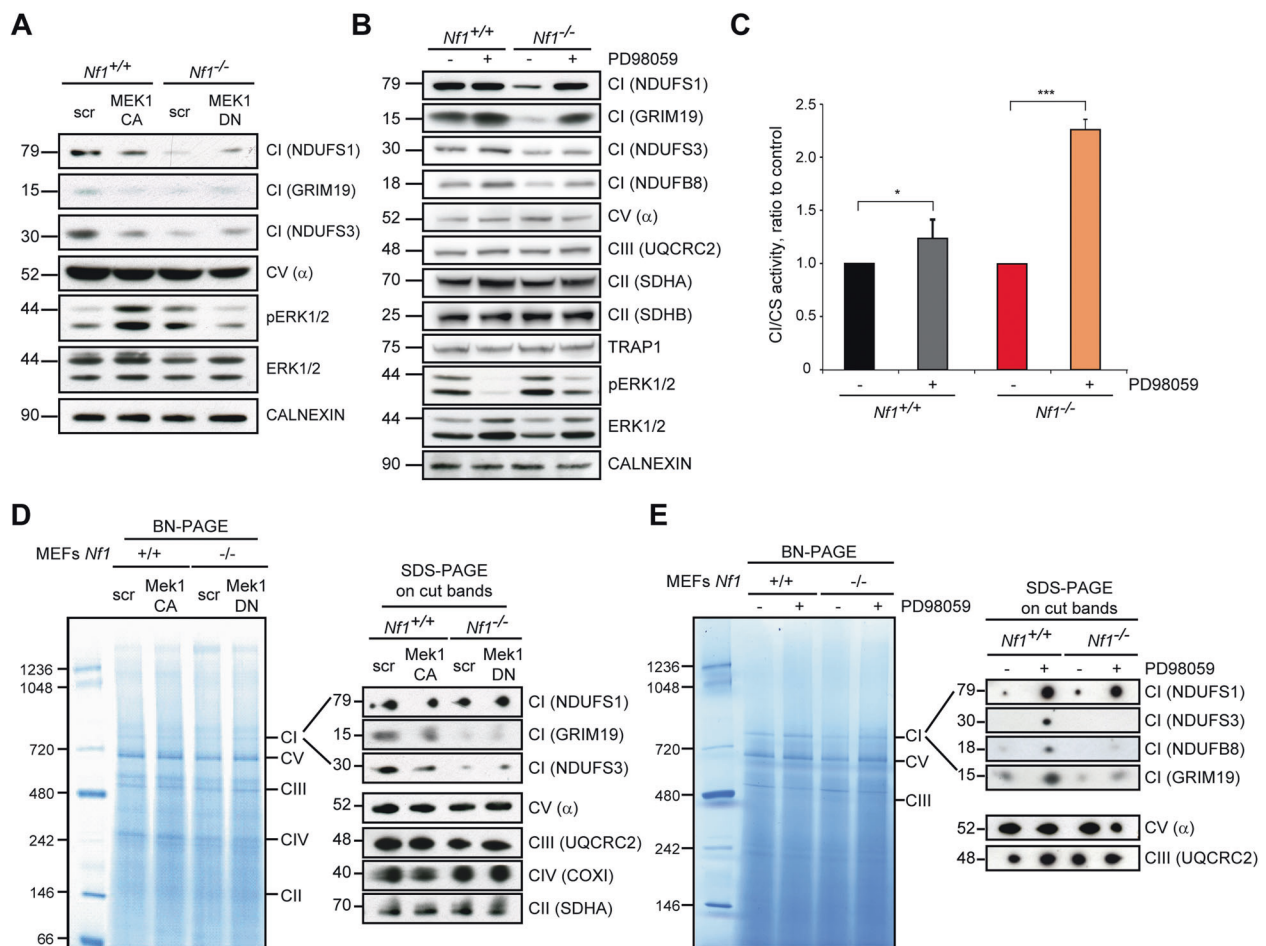 A
Nf1+/+ Nf1-/-
scr MEK1 CA scr MEK1 DN
79 CI (NDUFS1)
15 CI (GRIM19)
30 CI (NDUFS3)
52 CV (α)
44 pERK1/2
44 ERK1/2
90 CALNEXIN
B
Nf1+/+ Nf1-/-
- + - + PD98059
79 CI (NDUFS1)
15 CI (GRIM19)
30 CI (NDUFS3)
18 CI (NDUFB8)
52 CV (α)
48 CIII (UQCRC2)
70 CII (SDHA)
25 CII (SDHB)
75 TRAP1
44 pERK1/2
44 ERK1/2
90 CALNEXIN
C
CI/CS activity, ratio to control
2.5
2.0
1.5
1.0
0.5
0
* ***
- + - + PD98059
Nf1+/+ Nf1-/-
D
BN-PAGE
MEFs Nf1 +/+ -/-
scr Mek1 CA scr Mek1 DN
1236
1048
720
480
242
146
66
CI
CV
CIII
CIV
CII
SDS-PAGE
on cut bands
Nf1+/+ Nf1-/-
scr Mek1 CA scr Mek1 DN
79 CI (NDUFS1)
15 CI (GRIM19)
30 CI (NDUFS3)
52 CV (α)
48 CIII (UQCRC2)
40 CIV (COXI)
70 CII (SDHA)
E
BN-PAGE
MEFs Nf1 +/+ -/-
- + - + PD98059
1236
1048
720
480
242
146
CI
CV
CIII
SDS-PAGE
on cut bands
Nf1+/+ Nf1-/-
- + - + PD98059
79 CI (NDUFS1)
30 CI (NDUFS3)
18 CI (NDUFB8)
15 CI (GRIM19)
52 CV (α)
48 CIII (UQCRC2)